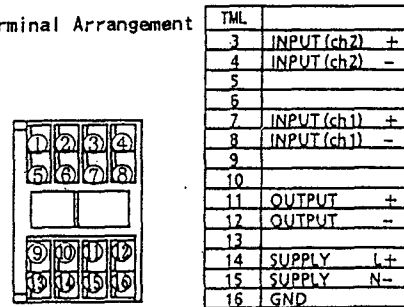 rminal Arrangement
① ② ③ ④
⑤ ⑥ ⑦ ⑧
⑨ ⑩ ⑪ ⑫
⑬ ⑭ ⑮ ⑯
TML
3 INPUT(ch2) +
4 INPUT(ch2) -
5
6
7 INPUT(ch1) +
8 INPUT(ch1) -
9
10
11 OUTPUT +
12 OUTPUT -
13
14 SUPPLY L+
15 SUPPLY N-
16 GND